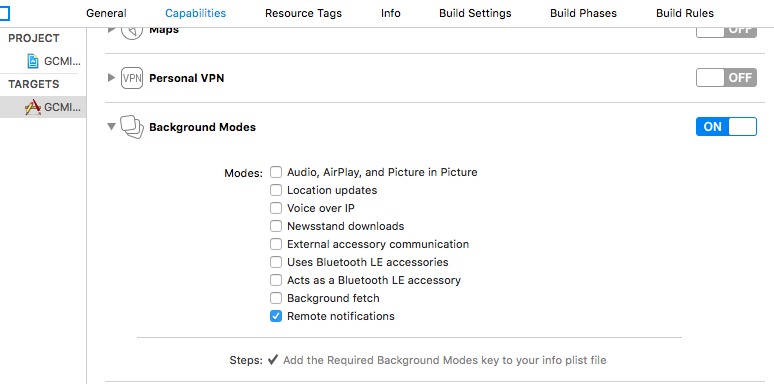 General Capabilities Resource Tags Info Build Settings Build Phases Build Rules
PROJECT
GCMI...
TARGETS
GCMI...
Maps OFF
VPN Personal VPN OFF
Background Modes ON
Modes: Audio, AirPlay, and Picture in Picture
Location updates
Voice over IP
Newsstand downloads
External accessory communication
Uses Bluetooth LE accessories
Acts as a Bluetooth LE accessory
Background fetch
Remote notifications
Steps: ✔ Add the Required Background Modes key to your info plist file